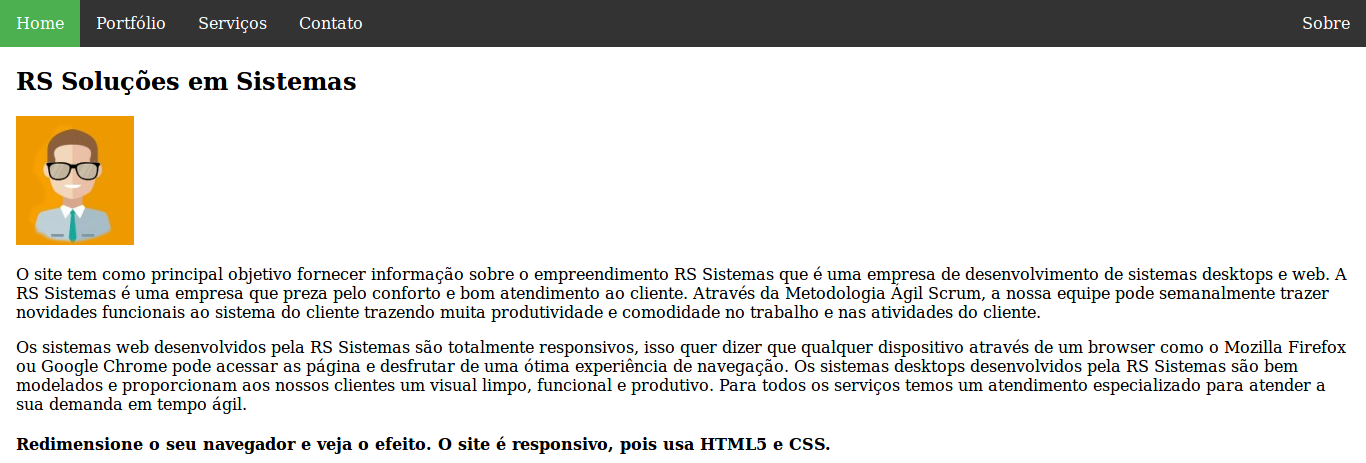 Home Portfólio Serviços Contato Sobre
RS Soluções em Sistemas
O site tem como principal objetivo fornecer informação sobre o empreendimento RS Sistemas que é uma empresa de desenvolvimento de sistemas desktops e web. A
RS Sistemas é uma empresa que preza pelo conforto e bom atendimento ao cliente. Através da Metodologia Ágil Scrum, a nossa equipe pode semanalmente trazer
novidades funcionais ao sistema do cliente trazendo muita produtividade e comodidade no trabalho e nas atividades do cliente.
Os sistemas web desenvolvidos pela RS Sistemas são totalmente responsivos, isso quer dizer que qualquer dispositivo através de um browser como o Mozilla Firefox
ou Google Chrome pode acessar as página e desfrutar de uma ótima experiência de navegação. Os sistemas desktops desenvolvidos pela RS Sistemas são bem
modelados e proporcionam aos nossos clientes um visual limpo, funcional e produtivo. Para todos os serviços temos um atendimento especializado para atender a
sua demanda em tempo ágil.
Redimensione o seu navegador e veja o efeito. O site é responsivo, pois usa HTML5 e CSS.